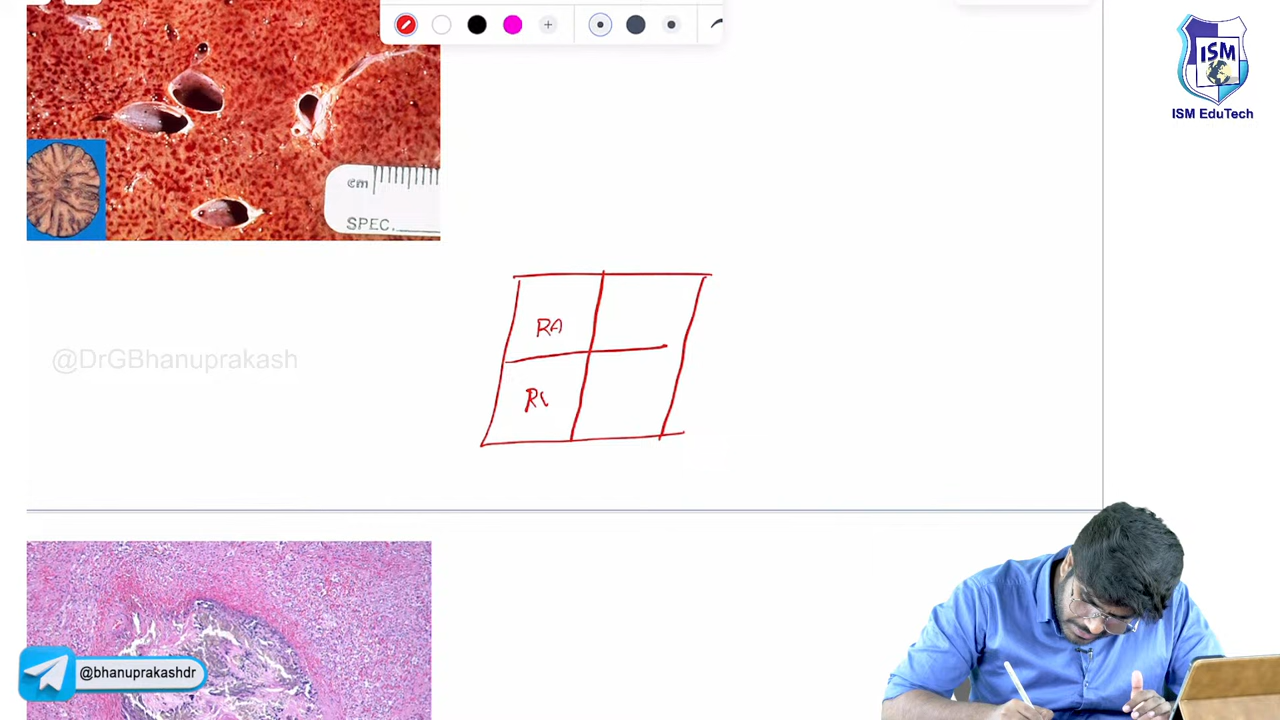 ISM
ISM EduTech
cm
SPEC.
RA
@DrGBhanuprakash
@bhanuprakashdr